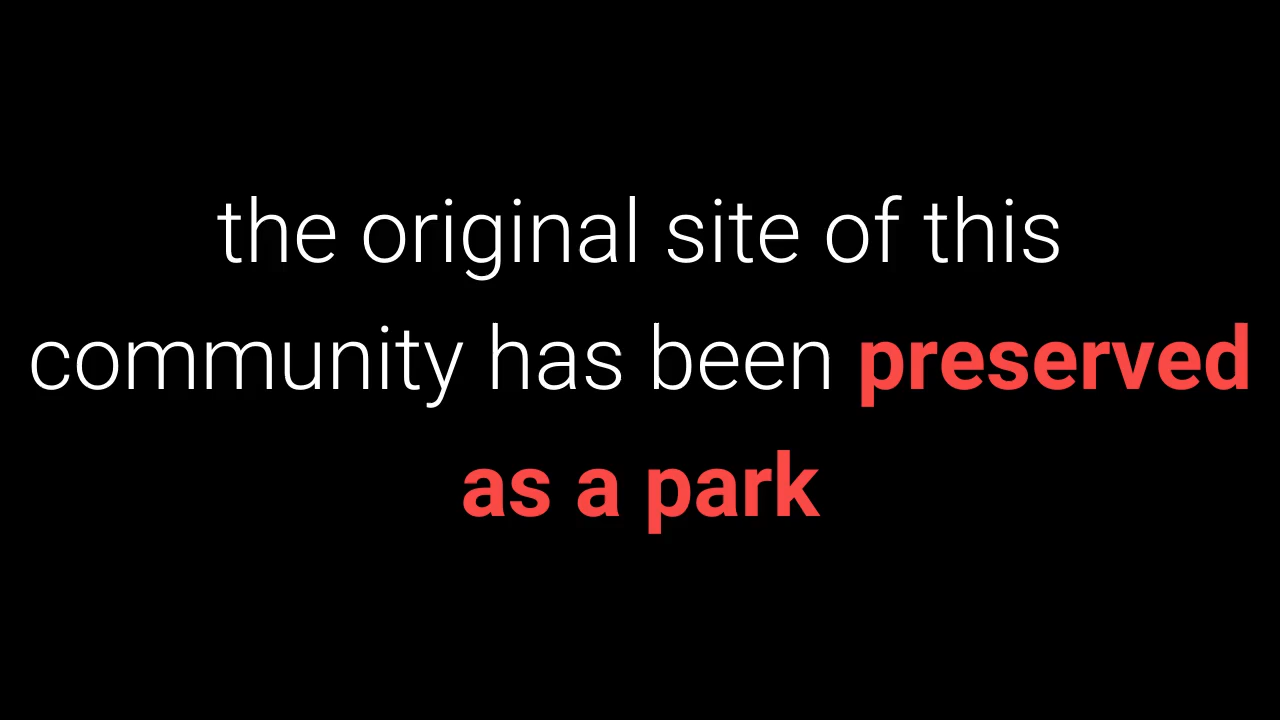 the original site of this
community has been preserved
as a park